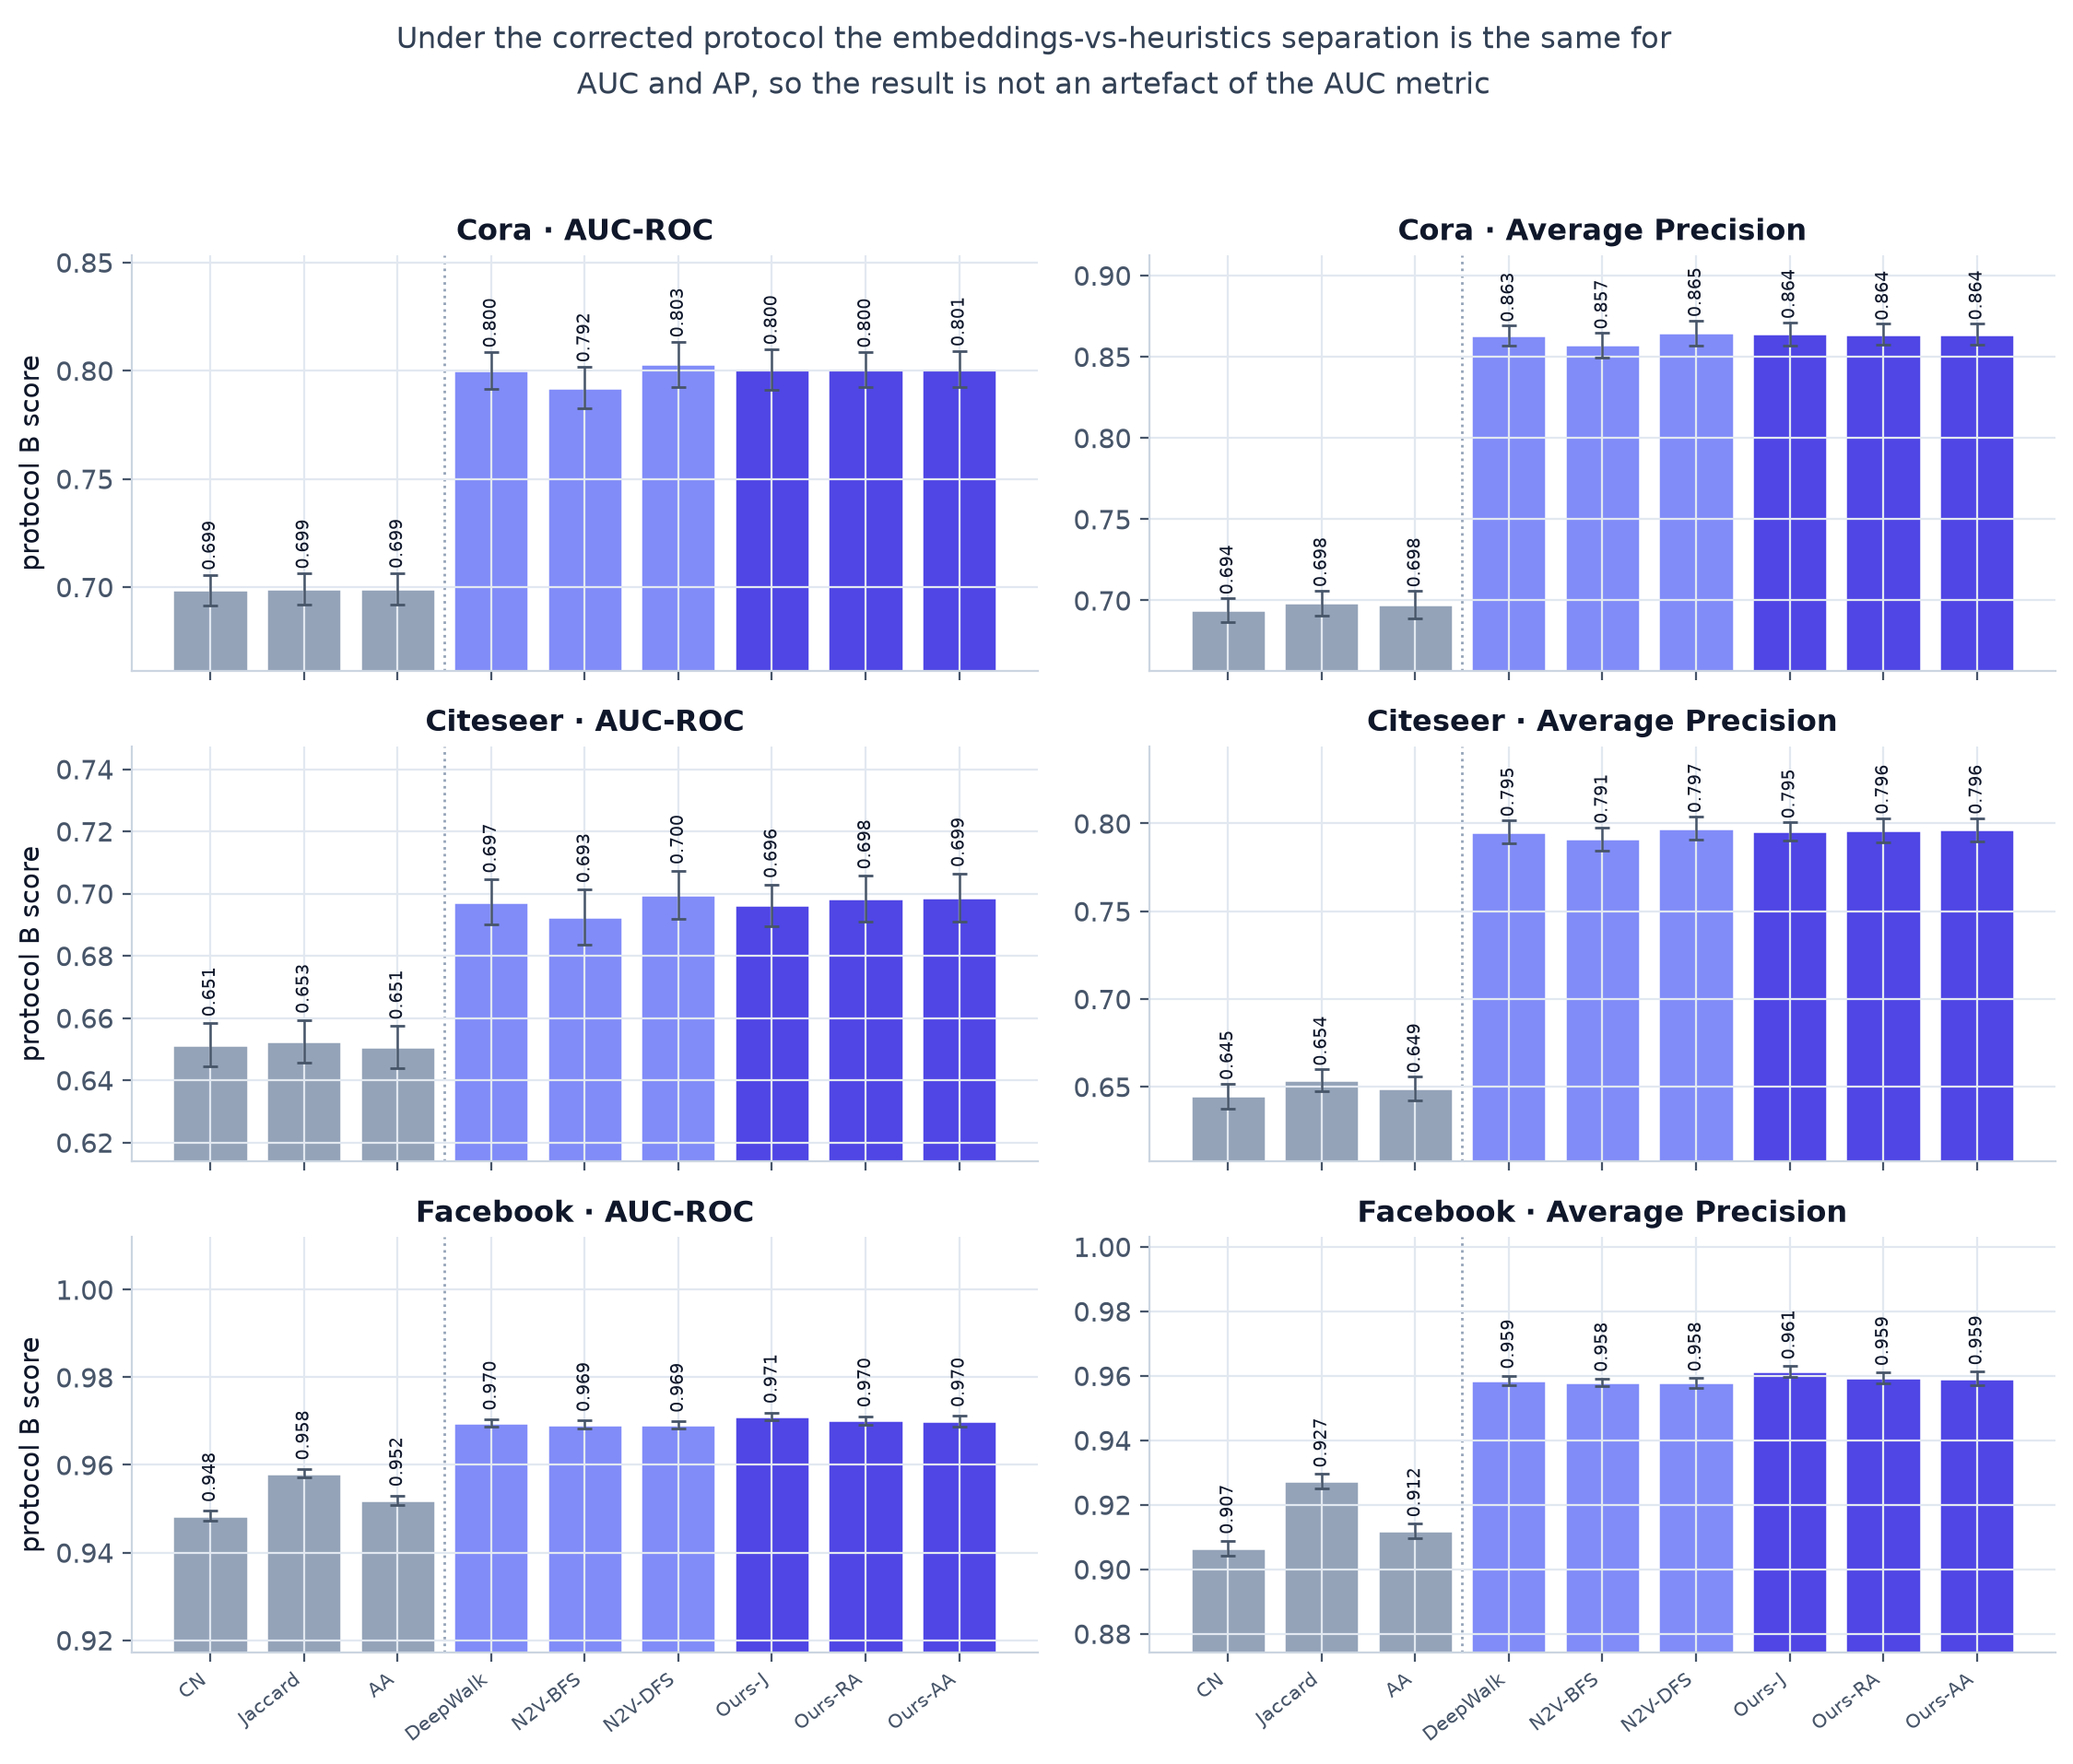 Under the corrected protocol the embeddings-vs-heuristics separation is the same for
AUC and AP, so the result is not an artefact of the AUC metric
Cora · AUC-ROC
protocol B score
0.85
0.80
0.75
0.70
0.699
0.699
0.699
0.800
0.792
0.803
0.800
0.800
0.801
Cora · Average Precision
0.90
0.85
0.80
0.75
0.70
0.694
0.698
0.698
0.863
0.857
0.865
0.864
0.864
0.864
Citeseer · AUC-ROC
protocol B score
0.74
0.72
0.70
0.68
0.66
0.64
0.62
0.651
0.653
0.651
0.697
0.693
0.700
0.696
0.698
0.699
Citeseer · Average Precision
0.80
0.75
0.70
0.65
0.645
0.654
0.649
0.795
0.791
0.797
0.795
0.796
0.796
Facebook · AUC-ROC
protocol B score
1.00
0.98
0.96
0.94
0.92
0.948
0.958
0.952
0.970
0.969
0.969
0.971
0.970
0.970
CN
Jaccard
AA
DeepWalk
N2V-BFS
N2V-DFS
Ours-J
Ours-RA
Ours-AA
Facebook · Average Precision
1.00
0.98
0.96
0.94
0.92
0.90
0.88
0.907
0.927
0.912
0.959
0.958
0.958
0.961
0.959
0.959
CN
Jaccard
AA
DeepWalk
N2V-BFS
N2V-DFS
Ours-J
Ours-RA
Ours-AA